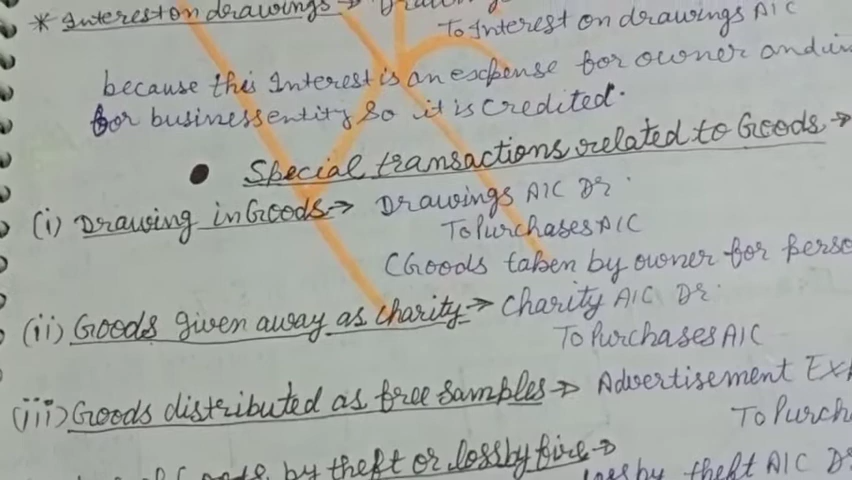 * Interest on drawings →
To Interest on drawings A/C
because this Interest is an expense for owner and
for business entity So it is credited.
• Special transactions related to Goods →
(i) Drawing in Goods → Drawings A/C Dr.
To Purchases A/C
(Goods taken by owner for perso
(ii) Goods given away as charity → Charity A/C Dr.
To Purchases A/C
(iii) Goods distributed as free samples → Advertisement Ex
To Purch
by theft or loss by fire →
loss by theft A/C D